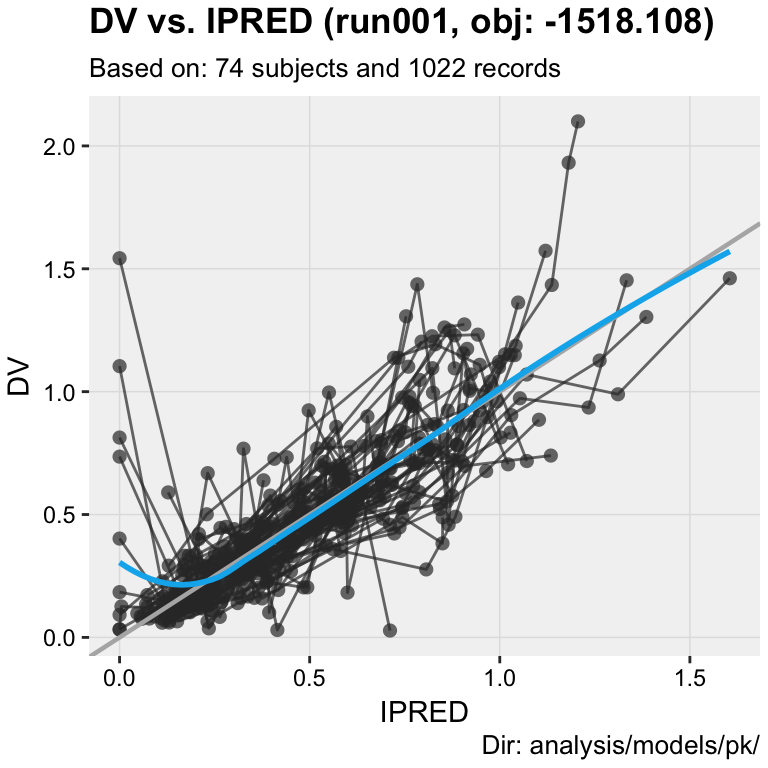 DV vs. IPRED (run001, obj: -1518.108)
Based on: 74 subjects and 1022 records
2.0
1.5
1.0
0.5
0.0
DV
0.0 0.5 1.0 1.5
IPRED
Dir: analysis/models/pk/